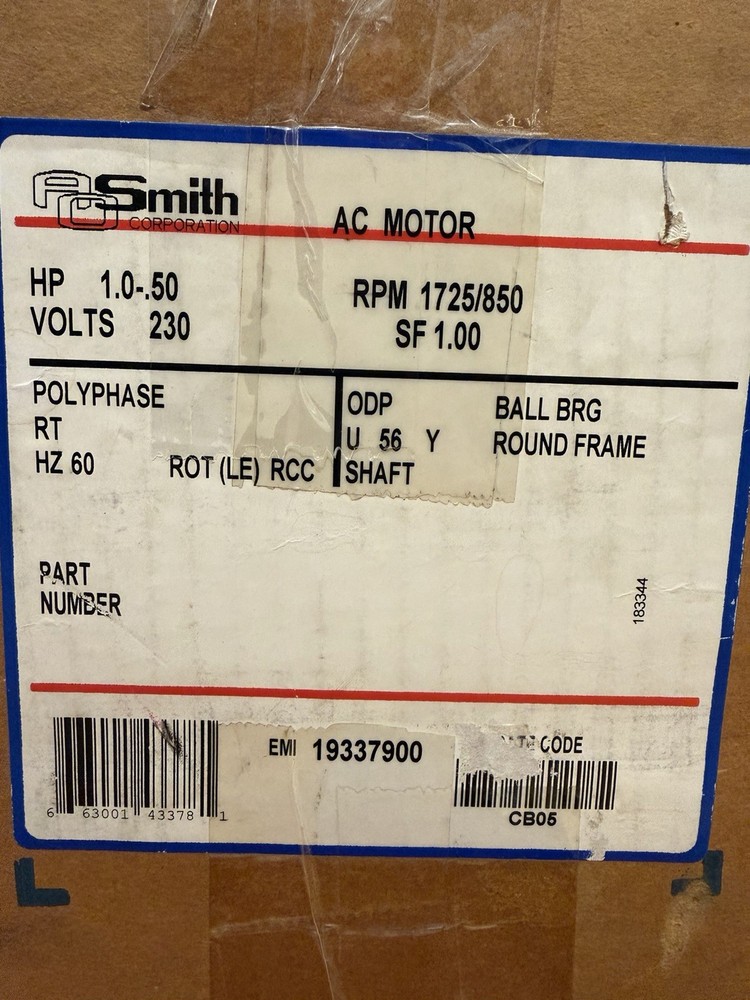 AO Smith
CORPORATION
AC MOTOR
HP 1.0-.50
RPM 1725/850
VOLTS 230
SF 1.00
POLYPHASE
RT
HZ 60 ROT (LE) RCC
ODP BALL BRG
U 56 Y ROUND FRAME
SHAFT
PART
NUMBER
183344
EMI 19337900
CODE
6 63001 43378 1
CB05